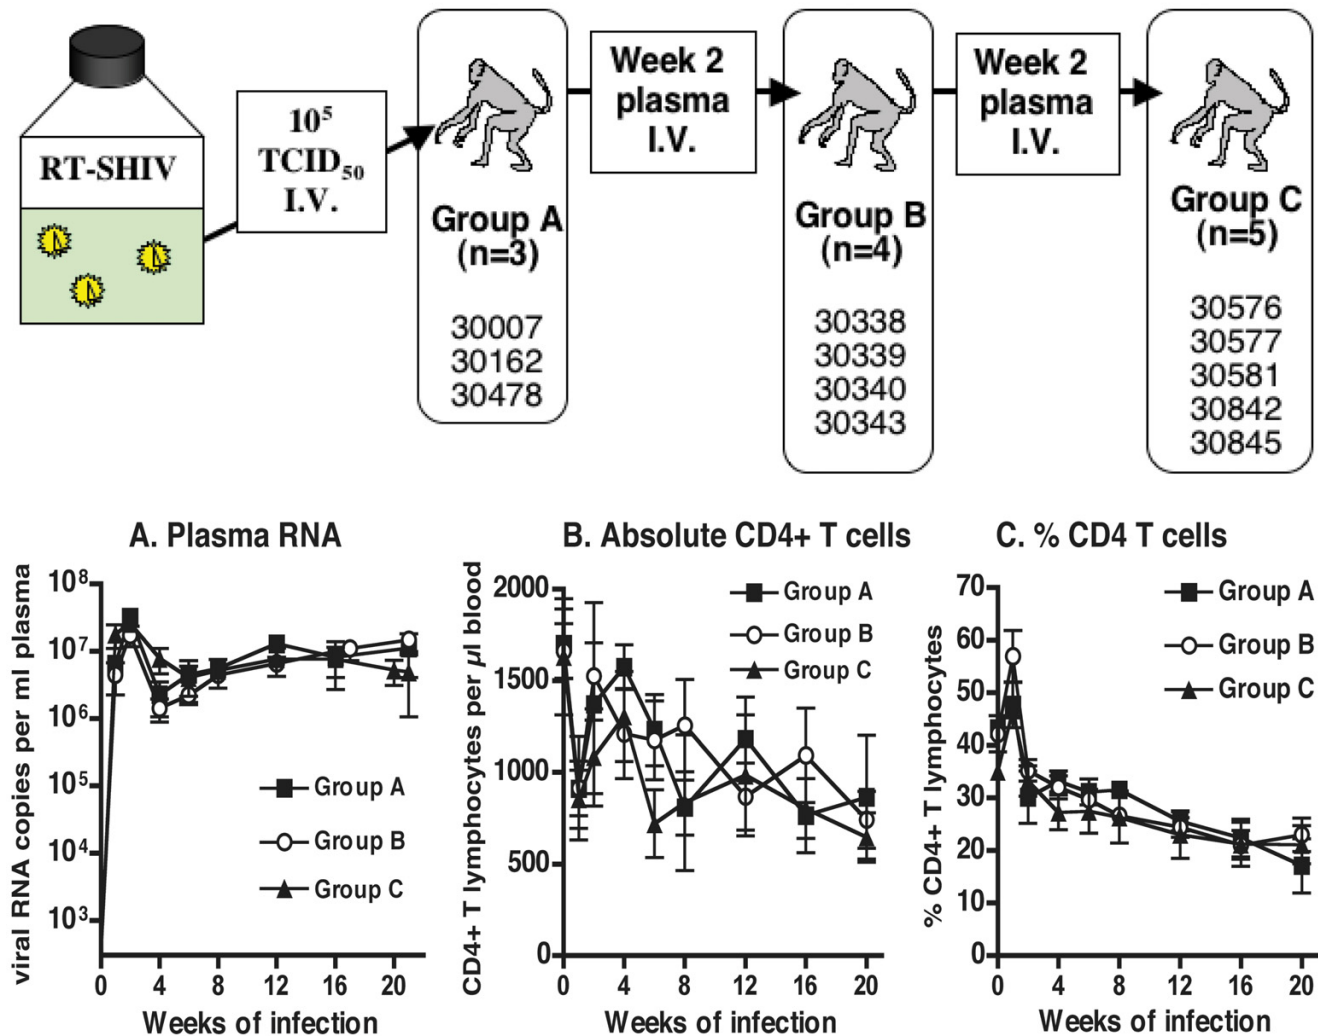 RT-SHIV
10⁵
TCID₅₀
I.V.
Group A
(n=3)
30007
30162
30478
Week 2
plasma
I.V.
Group B
(n=4)
30338
30339
30340
30343
Week 2
plasma
I.V.
Group C
(n=5)
30576
30577
30581
30842
30845
A. Plasma RNA
viral RNA copies per ml plasma
10⁸
10⁷
10⁶
10⁵
10⁴
10³
Group A
Group B
Group C
0 4 8 12 16 20
Weeks of infection
B. Absolute CD4+ T cells
CD4+ T lymphocytes per µl blood
2000
1500
1000
500
0
Group A
Group B
Group C
0 4 8 12 16 20
Weeks of infection
C. % CD4 T cells
% CD4+ T lymphocytes
70
60
50
40
30
20
10
0
Group A
Group B
Group C
0 4 8 12 16 20
Weeks of infection